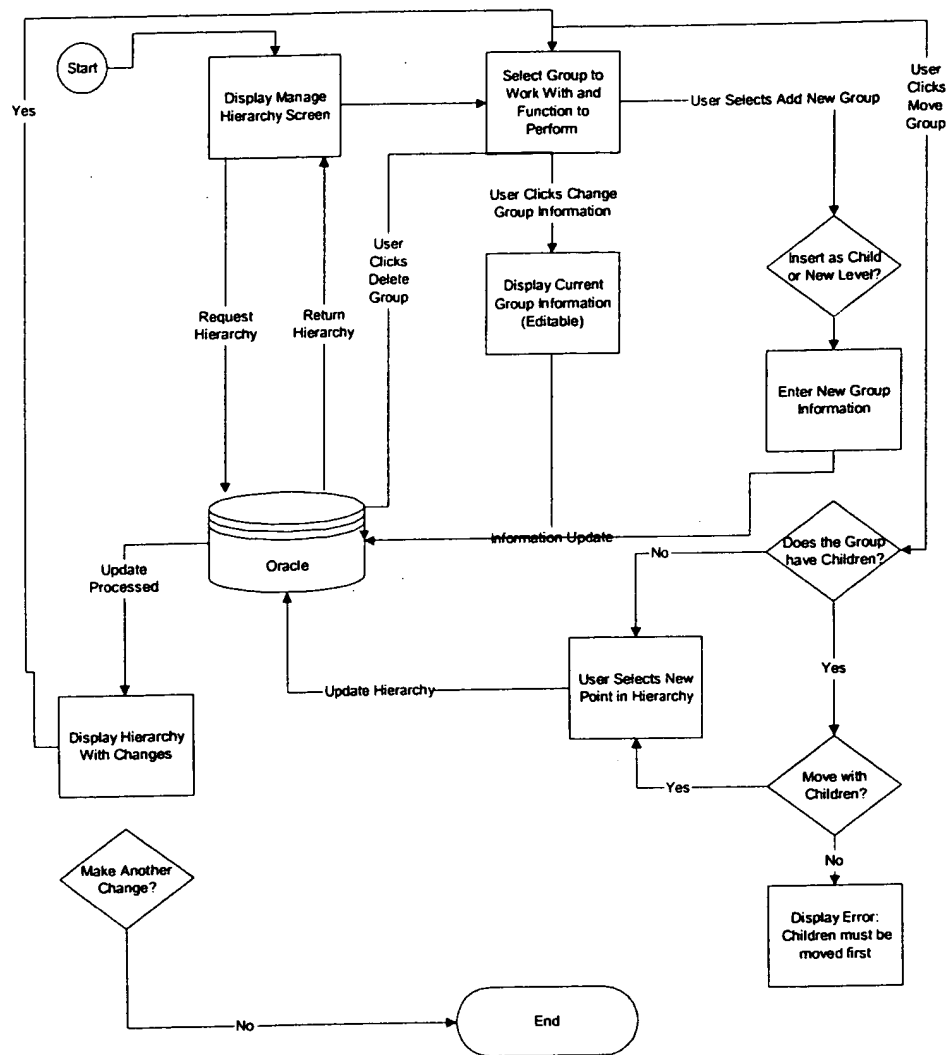 Start
Display Manage
Hierarchy Screen
Select Group to
Work With and
Function to
Perform
User Selects Add New Group
User
Clicks
Move
Group
Yes
User Clicks Change
Group Information
User
Clicks
Delete
Group
Insert as Child
or New Level?
Display Current
Group Information
(Editable)
Request
Hierarchy
Return
Hierarchy
Enter New Group
Information
Oracle
Information Update
Does the Group
have Children?
No
Update
Processed
Yes
User Selects New
Point in Hierarchy
Update Hierarchy
Display Hierarchy
With Changes
Move with
Children?
Yes
No
Make Another
Change?
Display Error:
Children must be
moved first
No
End